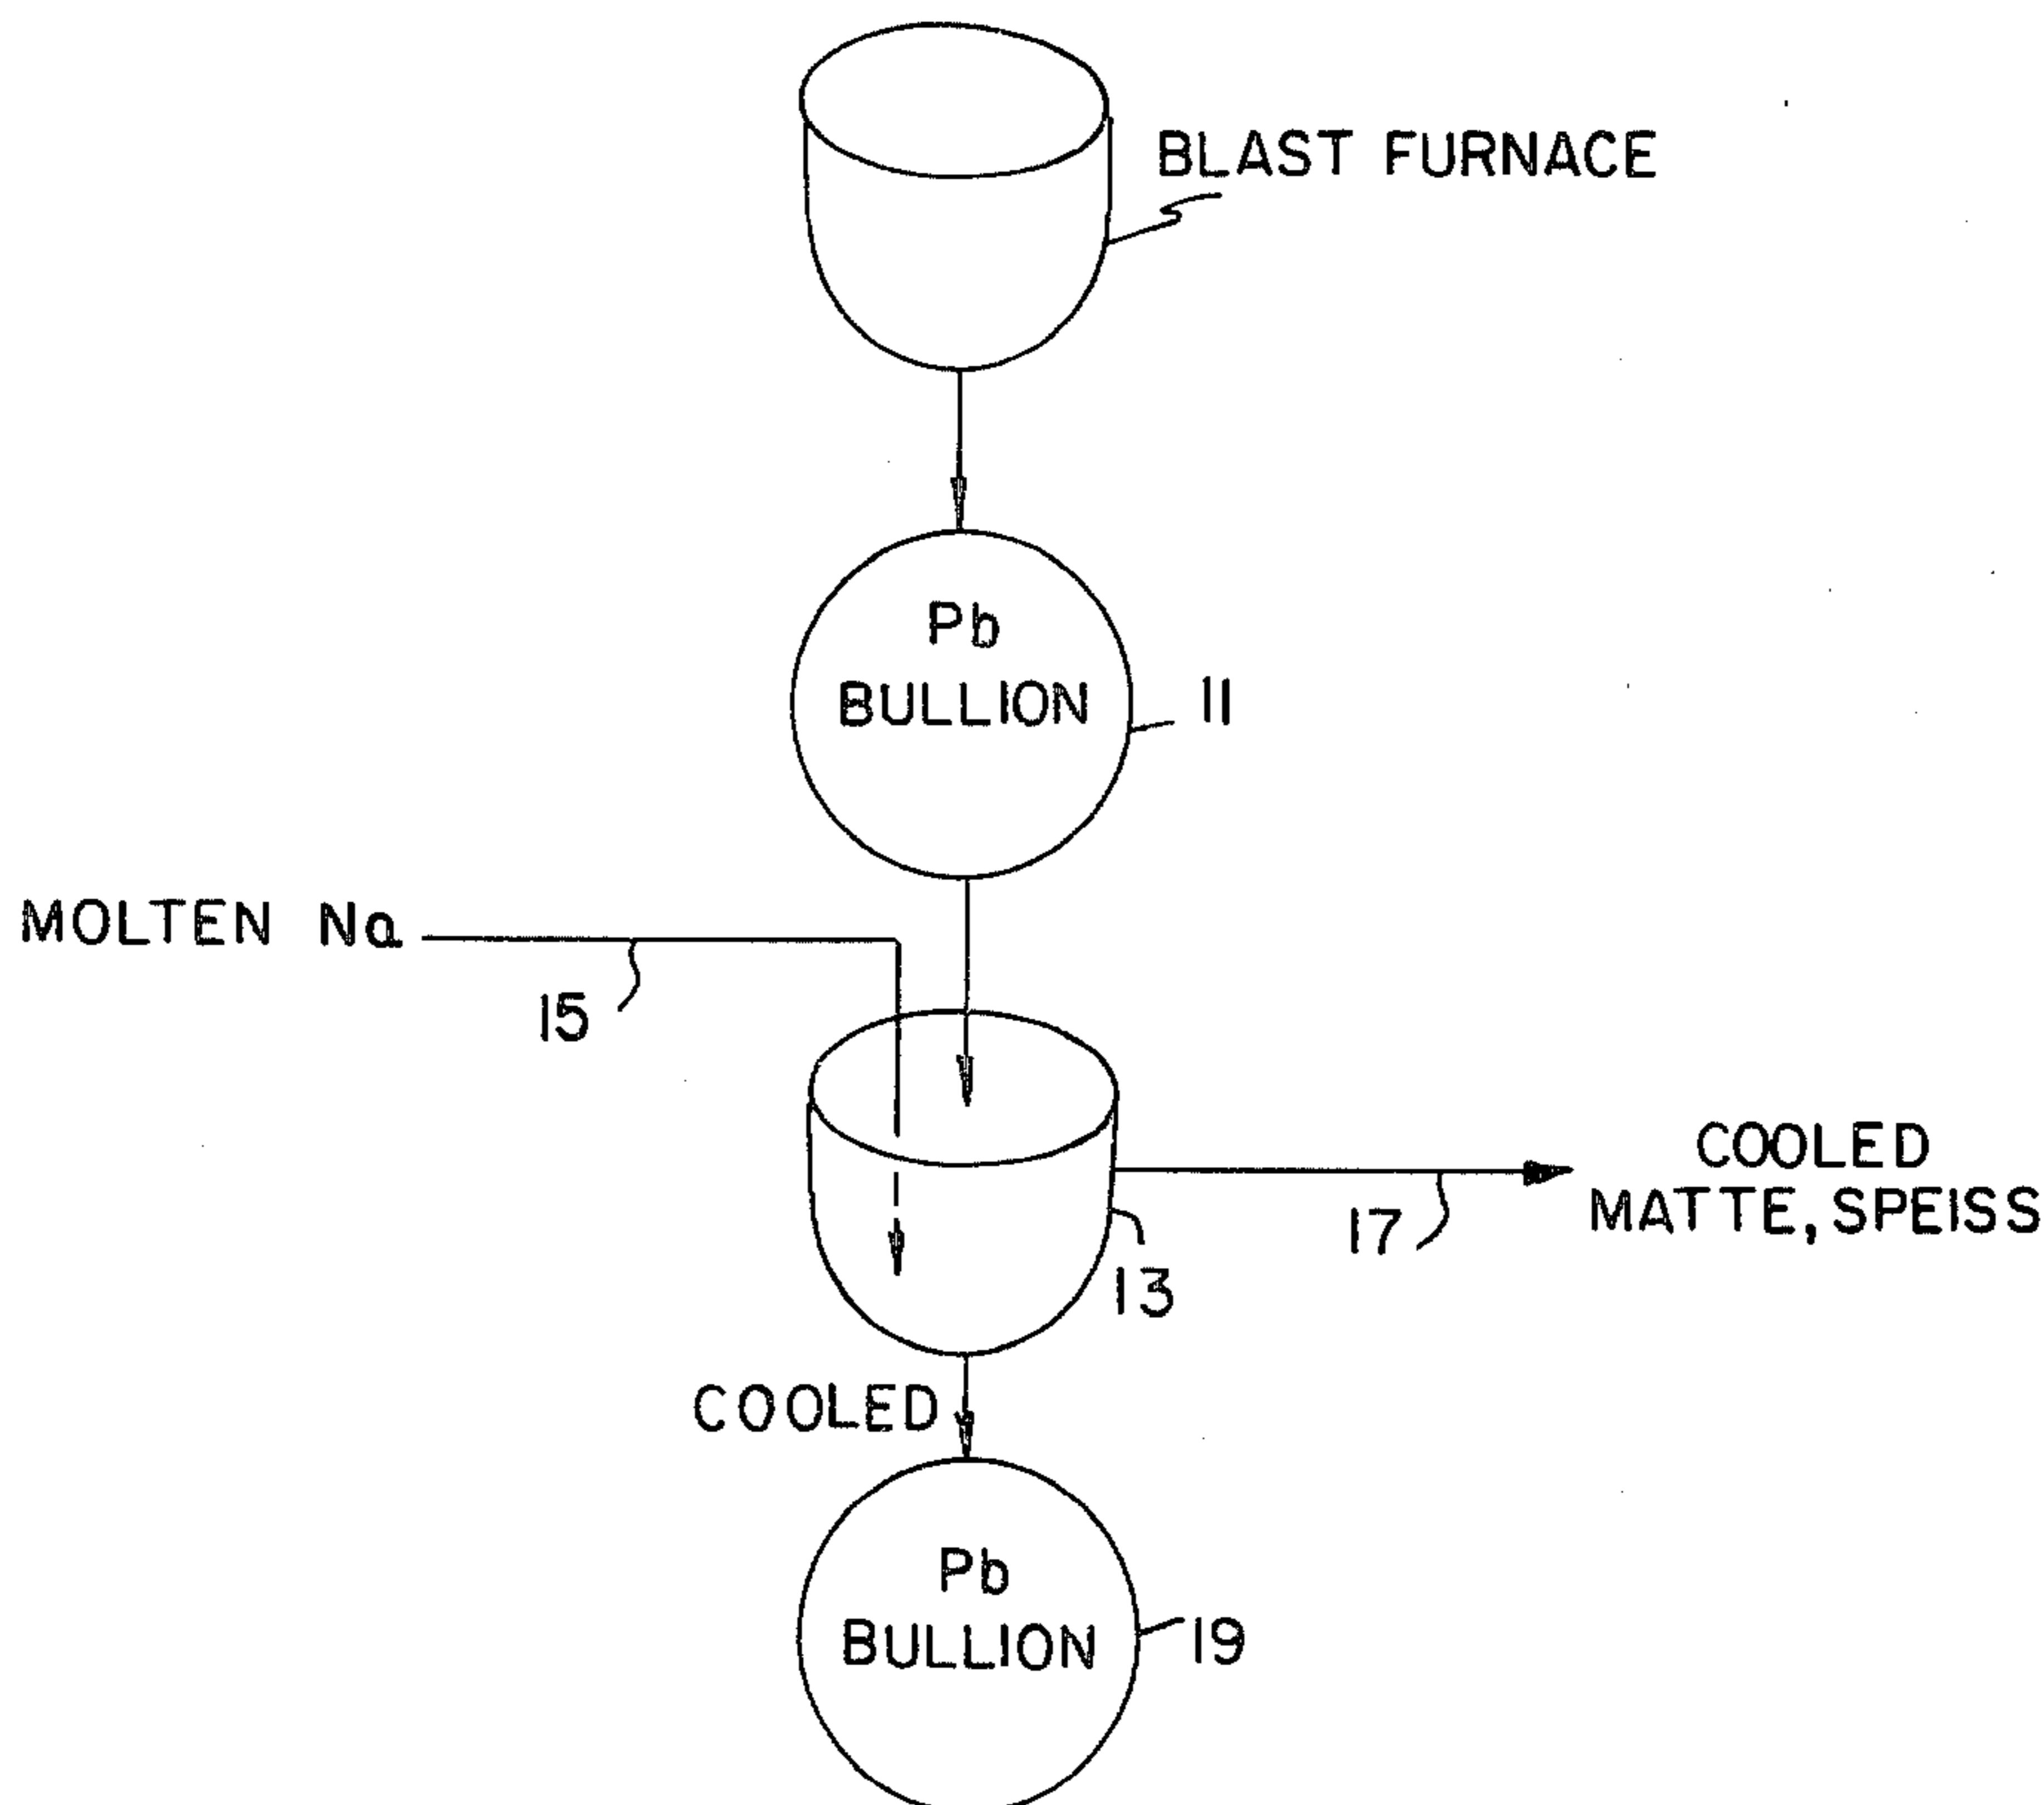 BLAST FURNACE
Pb
BULLION
11
MOLTEN Na
15
COOLED
MATTE, SPEISS
17
13
COOLED
Pb
BULLION
19